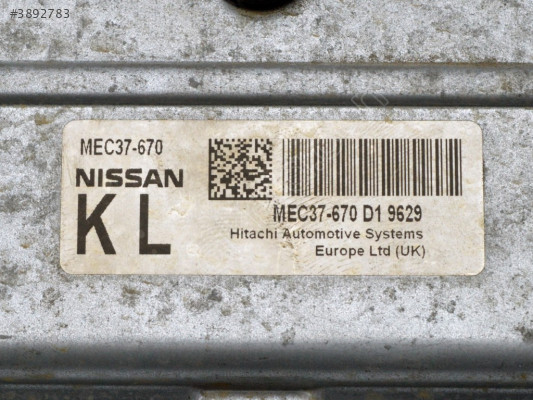 #3892783
MEC37-670
NISSAN
KL
MEC37-670 D1 9629
Hitachi Automotive Systems
Europe Ltd (UK)